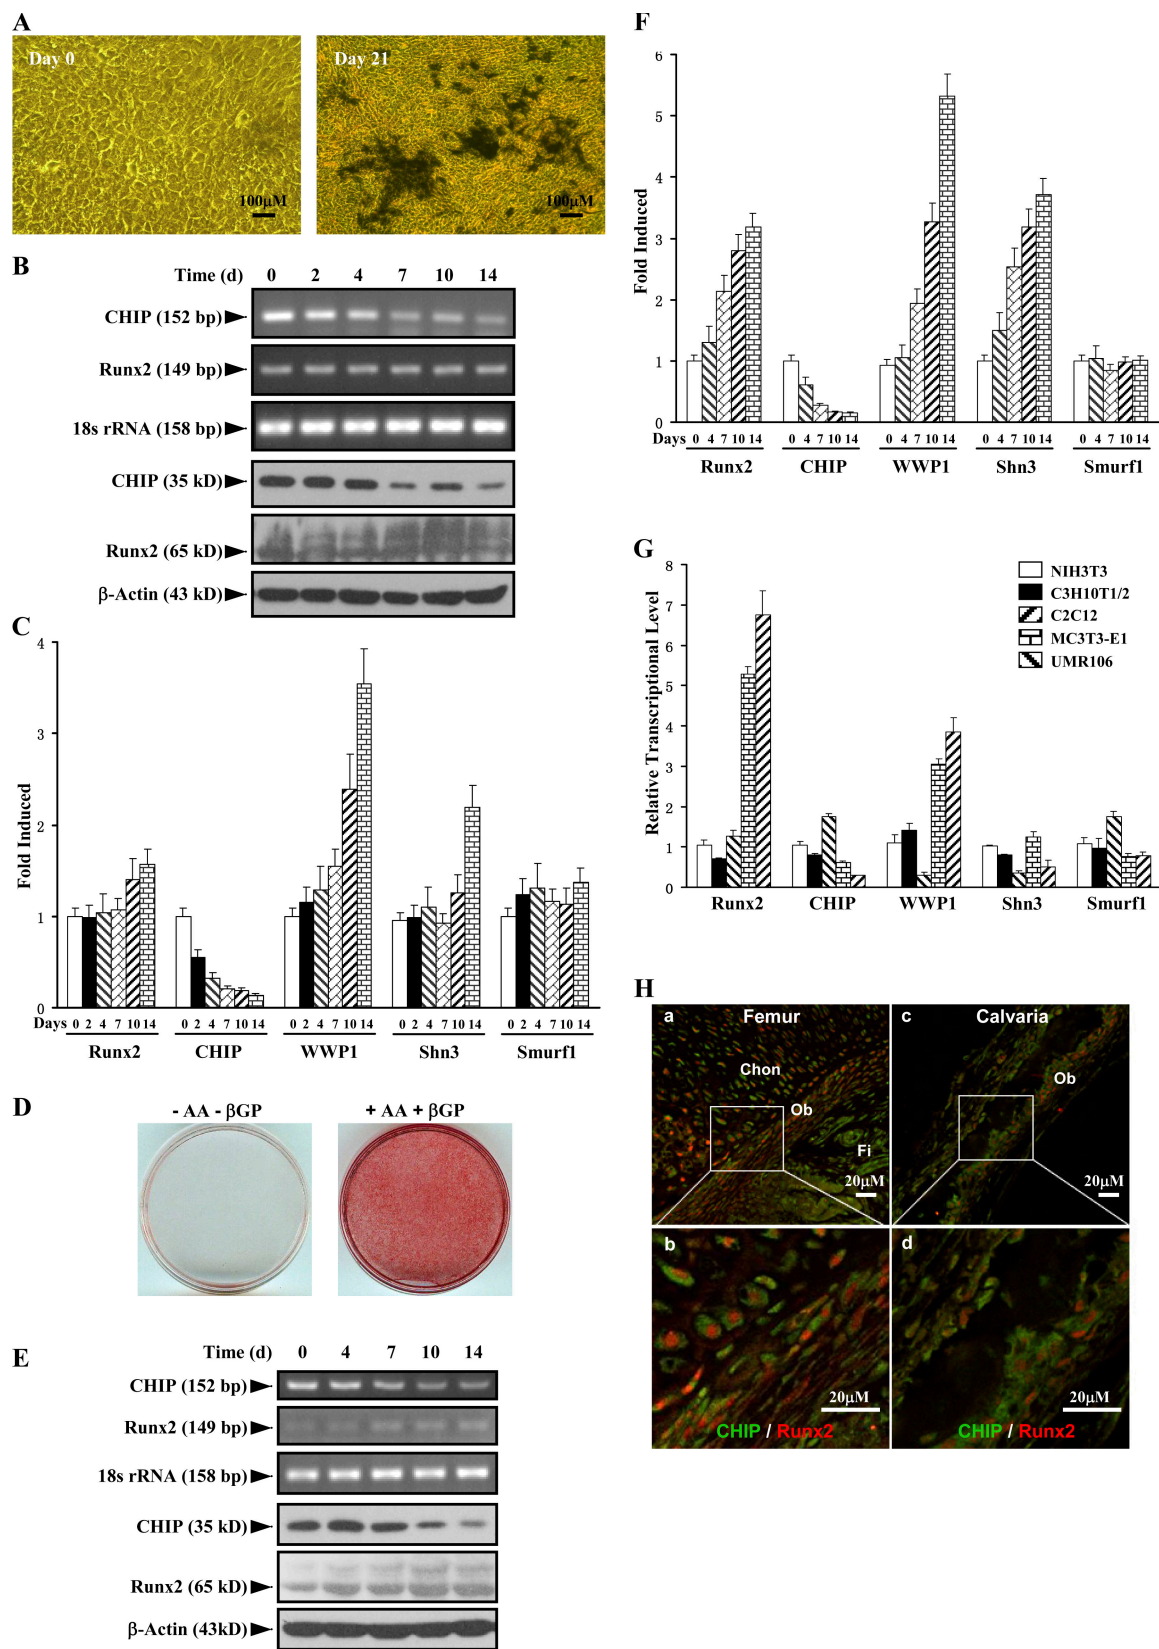 A
Day 0
100μM
Day 21
100μM
B
Time (d) 0 2 4 7 10 14
CHIP (152 bp)
Runx2 (149 bp)
18s rRNA (158 bp)
CHIP (35 kD)
Runx2 (65 kD)
β-Actin (43 kD)
C
Fold Induced
4
3
2
1
0
Days 0 2 4 7 10 14 0 2 4 7 10 14 0 2 4 7 10 14 0 2 4 7 10 14 0 2 4 7 10 14
Runx2 CHIP WWP1 Shn3 Smurf1
D
- AA - βGP
+ AA + βGP
E
Time (d) 0 4 7 10 14
CHIP (152 bp)
Runx2 (149 bp)
18s rRNA (158 bp)
CHIP (35 kD)
Runx2 (65 kD)
β-Actin (43kD)
F
Fold Induced
6
5
4
3
2
1
0
Days 0 4 7 10 14 0 4 7 10 14 0 4 7 10 14 0 4 7 10 14 0 4 7 10 14
Runx2 CHIP WWP1 Shn3 Smurf1
G
Relative Transcriptional Level
8
7
6
5
4
3
2
1
0
NIH3T3
C3H10T1/2
C2C12
MC3T3-E1
UMR106
Runx2 CHIP WWP1 Shn3 Smurf1
H
a Femur
Chon
Ob
Fi
20μM
c Calvaria
Ob
20μM
b
20μM
CHIP / Runx2
d
20μM
CHIP / Runx2